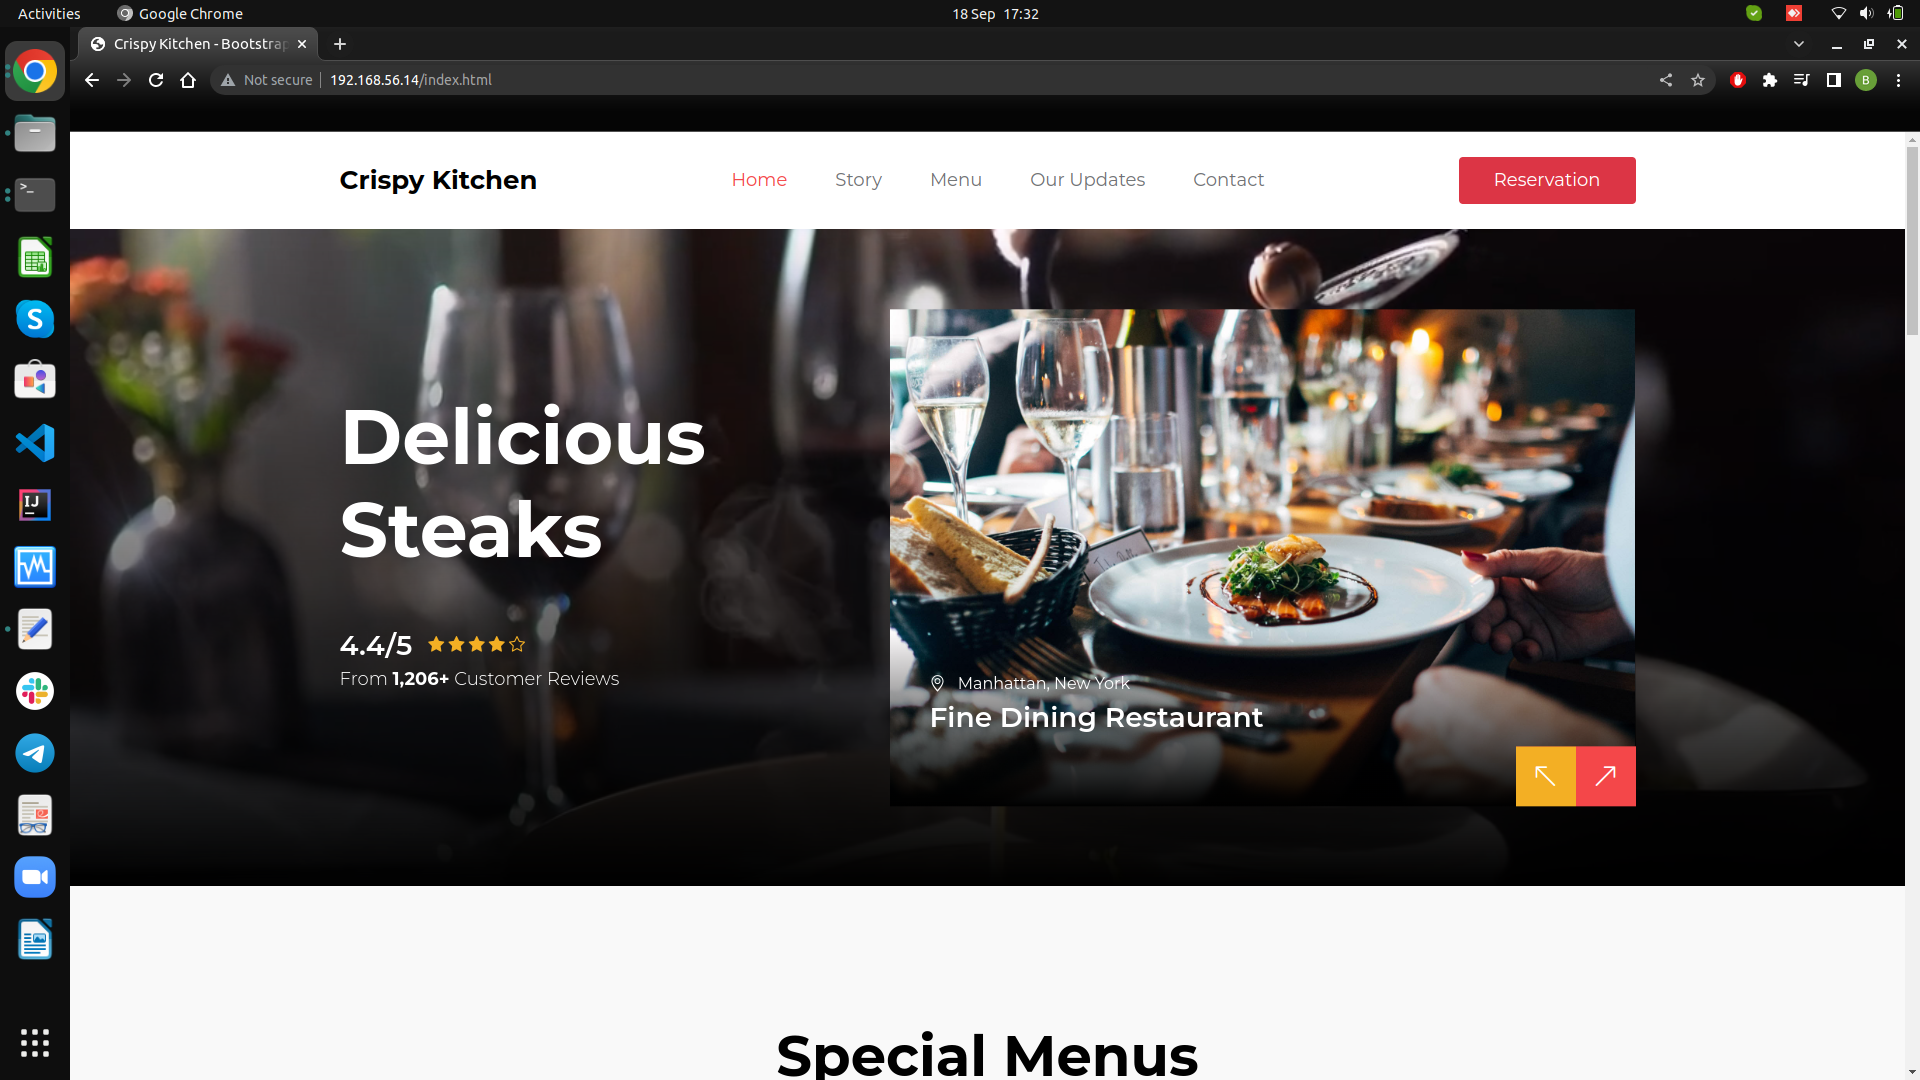 Activities
Google Chrome
18 Sep 17:32
Crispy Kitchen - Bootstrap
Not secure
192.168.56.14/index.html
B
Crispy Kitchen
Home
Story
Menu
Our Updates
Contact
Reservation
Delicious
Steaks
4.4/5
From 1,206+ Customer Reviews
Manhattan, New York
Fine Dining Restaurant
Special Menus